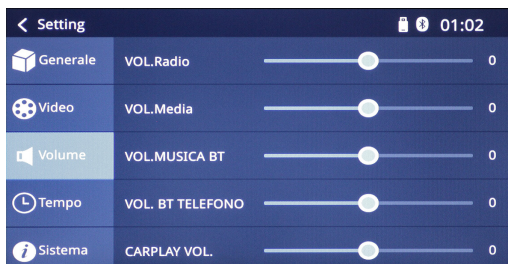 Setting 01:02
Generale VOL.Radio 0
Video VOL.Media 0
Volume VOL.MUSICA BT 0
Tempo VOL. BT TELEFONO 0
Sistema CARPLAY VOL. 0